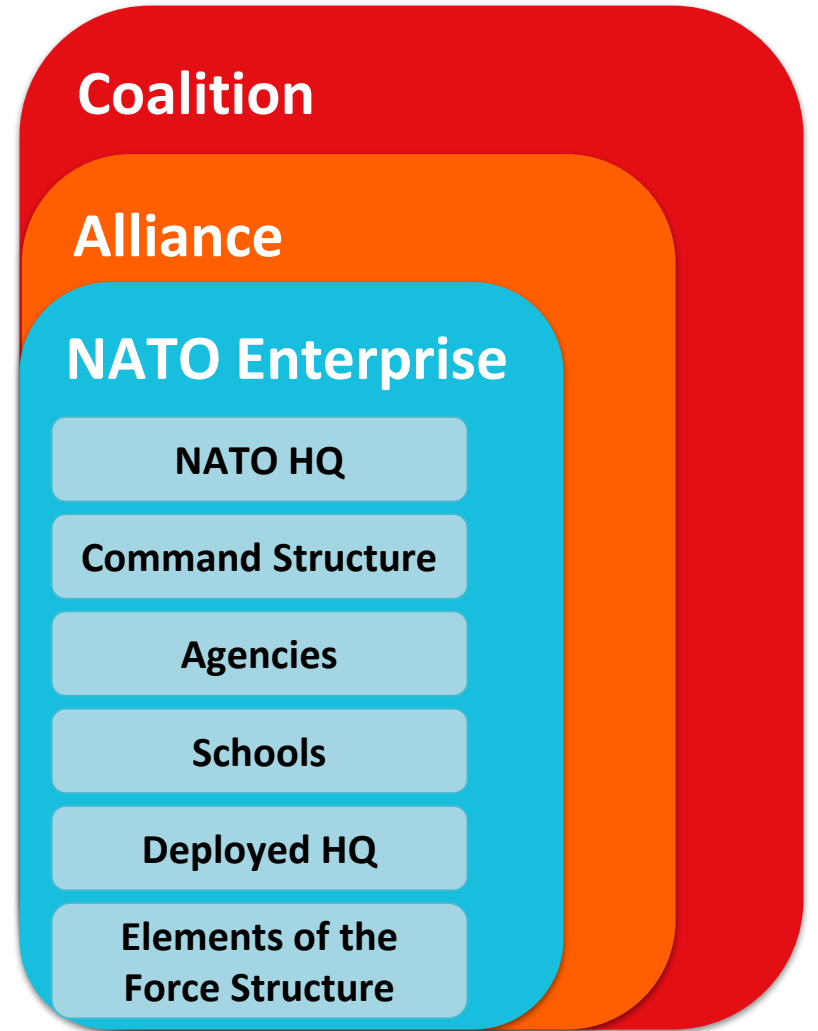 Coalition
Alliance
NATO Enterprise
NATO HQ
Command Structure
Agencies
Schools
Deployed HQ
Elements of the
Force Structure